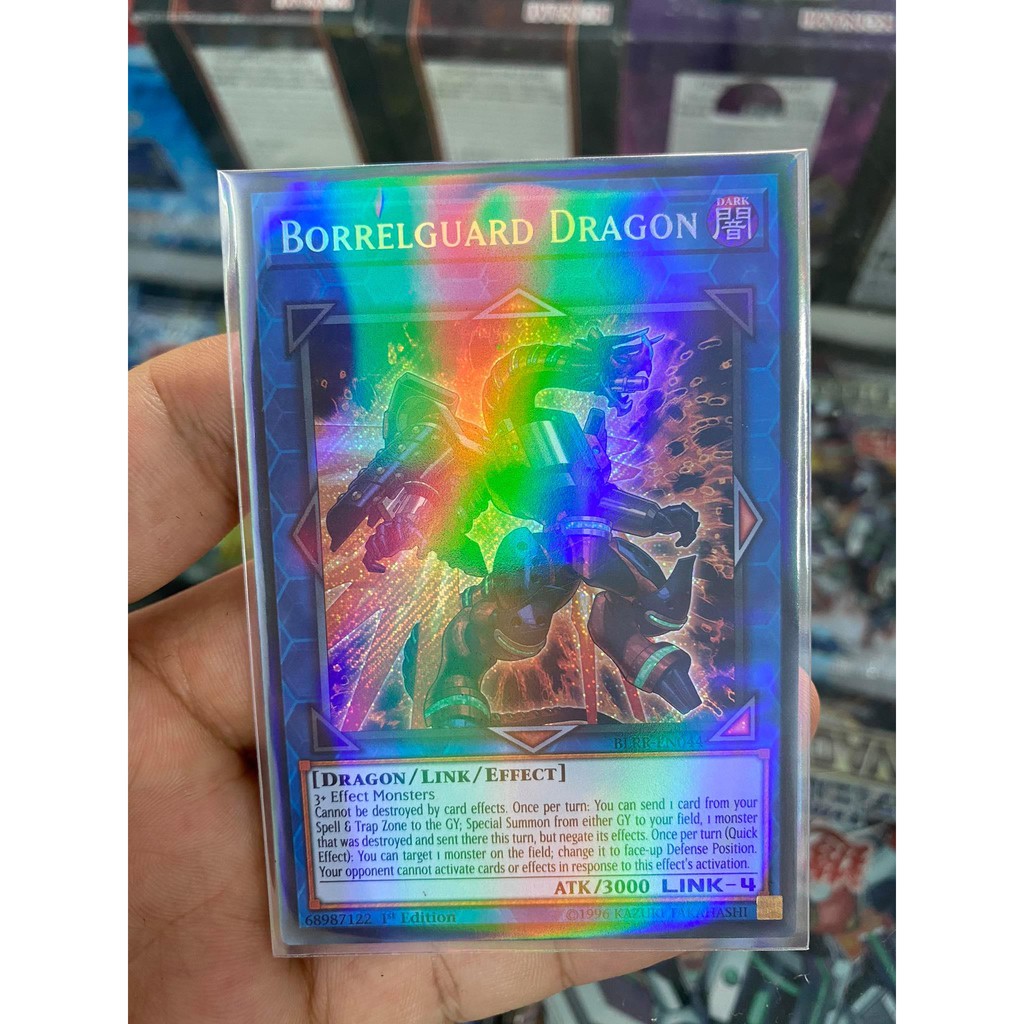 BORRELGUARD DRAGON
DARK
闇
BLRR-EN044
[DRAGON/LINK/EFFECT]
3+ Effect Monsters
Cannot be destroyed by card effects. Once per turn: You can send 1 card from your
Spell & Trap Zone to the GY; Special Summon from either GY to your field, 1 monster
that was destroyed and sent there this turn, but negate its effects. Once per turn (Quick
Effect): You can target 1 monster on the field; change it to face-up Defense Position.
Your opponent cannot activate cards or effects in response to this effect's activation.
ATK/3000 LINK-4
68987122 1st Edition ©1996 KAZUKI TAKAHASHI